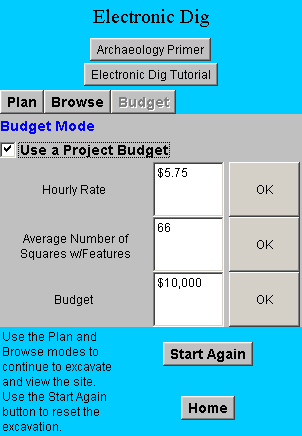 Electronic Dig
Archaeology Primer
Electronic Dig Tutorial
Plan Browse Budget
Budget Mode
Use a Project Budget
Hourly Rate $5.75 OK
Average Number of
Squares w/Features 66 OK
Budget $10,000 OK
Use the Plan and
Browse modes to
continue to excavate
and view the site.
Use the Start Again
button to reset the
excavation.
Start Again
Home